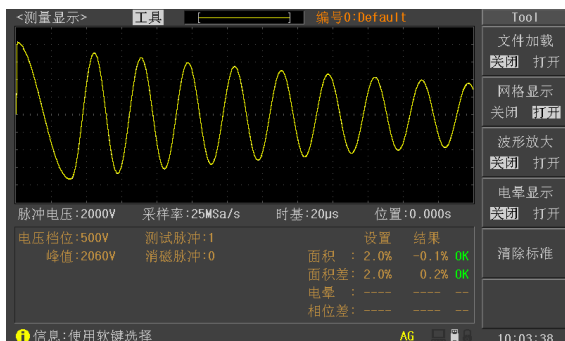 <测量显示> 工具 编号0:Default
脉冲电压:2000V 采样率:25MSa/s 时基:20μs 位置:0.000s
电压档位:500V 测试脉冲:1 设置 结果
峰值:2060V 消磁脉冲:0 面积 : 2.0% -0.1% OK
面积差: 2.0% 0.2% OK
电晕 : ---- ---- --
相位差: ---- ---- --
信息:使用软键选择 AG 10:03:38
Tool
文件加载
关闭 打开
网格显示
关闭 打开
波形放大
关闭 打开
电晕显示
关闭 打开
清除标准